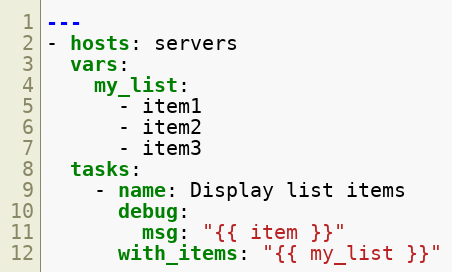 1 ---
2 - hosts: servers
3   vars:
4     my_list:
5       - item1
6       - item2
7       - item3
8   tasks:
9     - name: Display list items
10       debug:
11         msg: "{{ item }}"
12       with_items: "{{ my_list }}"